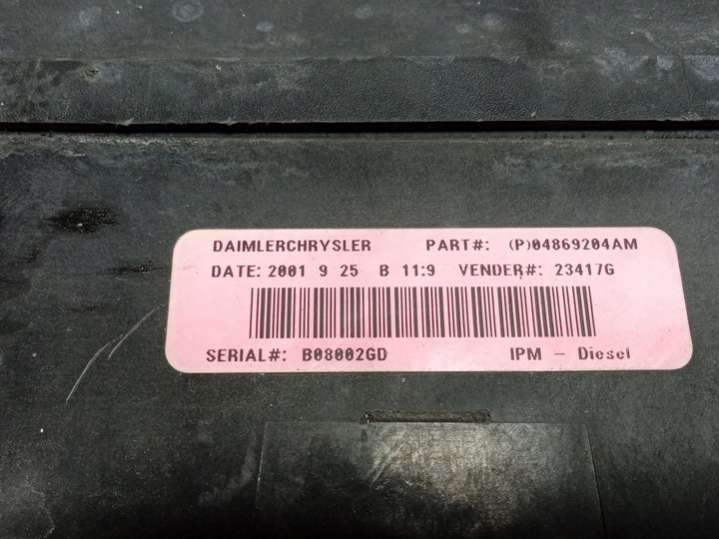 DAIMLERCHRYSLER PART#: (P)04869204AM
DATE: 2001 9 25 B 11:9 VENDER#: 23417G
SERIAL#: B08002GD IPM - Diesel